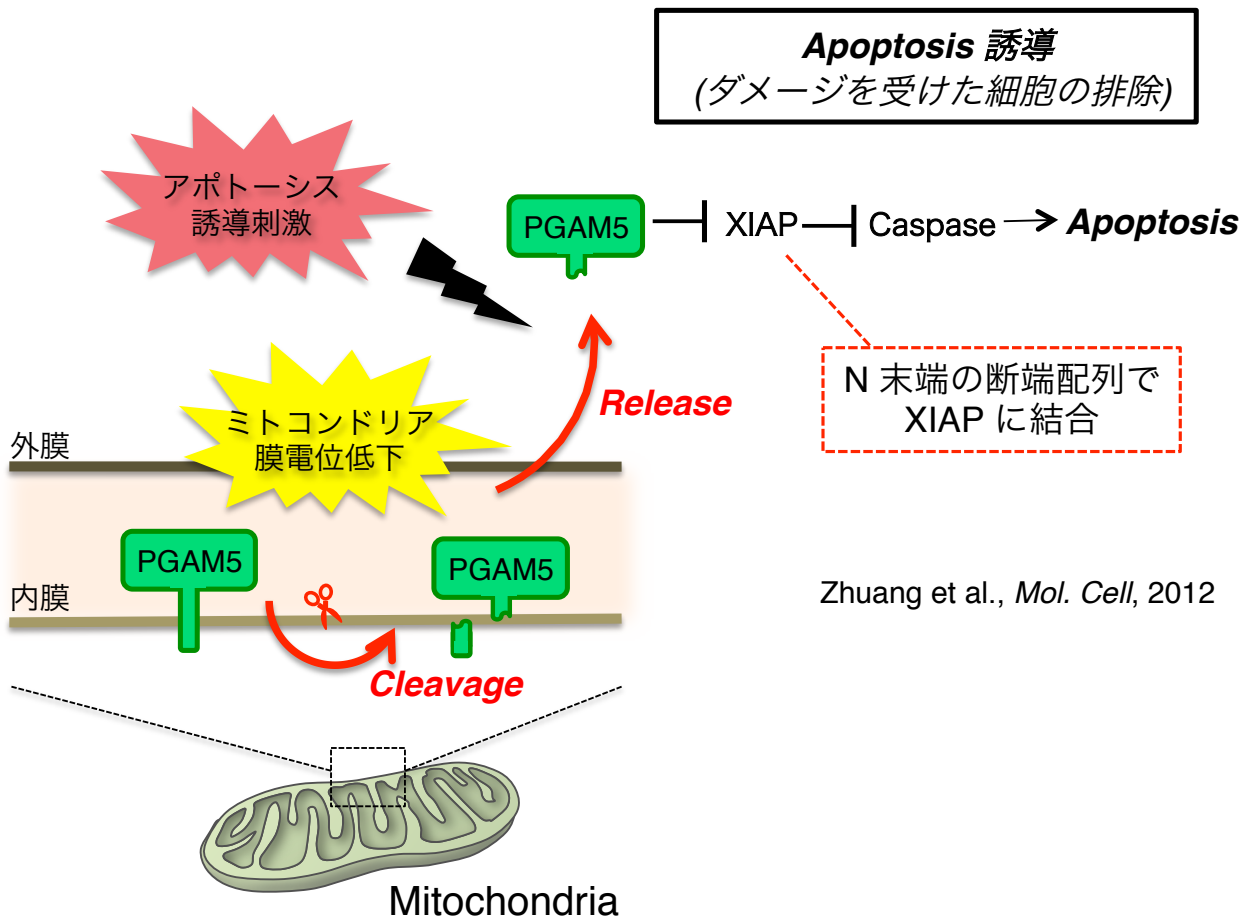 Apoptosis 誘導
(ダメージを受けた細胞の排除)
アポトーシス
誘導刺激
PGAM5
XIAP
Caspase
Apoptosis
N 末端の断端配列で
XIAP に結合
Release
ミトコンドリア
膜電位低下
外膜
PGAM5
PGAM5
内膜
Zhuang et al., Mol. Cell, 2012
Cleavage
Mitochondria